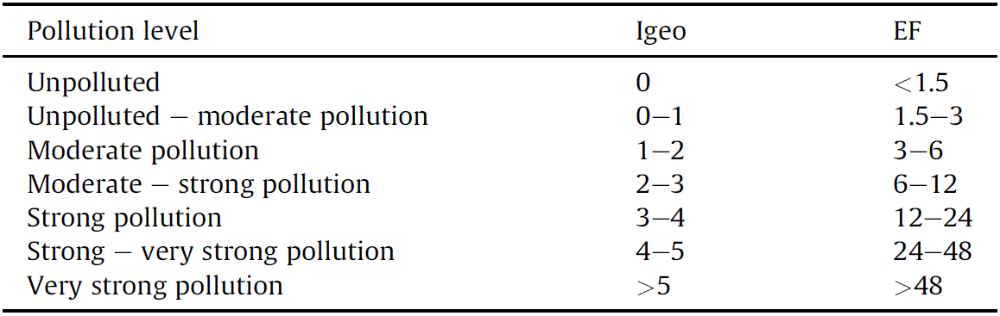 Pollution level Igeo EF
Unpolluted 0 <1.5
Unpolluted – moderate pollution 0–1 1.5–3
Moderate pollution 1–2 3–6
Moderate – strong pollution 2–3 6–12
Strong pollution 3–4 12–24
Strong – very strong pollution 4–5 24–48
Very strong pollution >5 >48